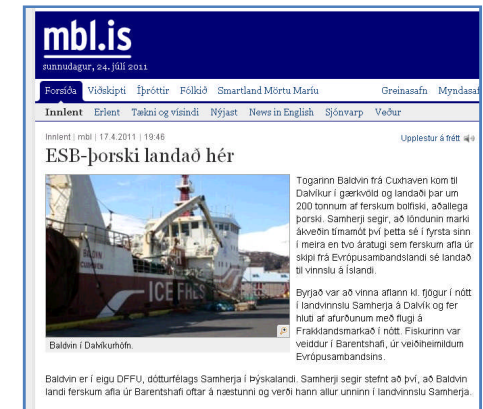 mbl.is
sunnudagur, 24. júlí 2011
Forsíða Viðskipti Íþróttir Fólkið Smartland Mörtu Maríu Greinasafn Myndasaf
Innlent Erlent Tækni og vísindi Nýjast News in English Sjónvarp Veður
Innlent | mbl | 17.4.2011 | 19:46 Upplestur á frétt
ESB-þorski landað hér
BALDVIN
CUXHAVEN
ICE FRES
Baldvin í Dalvíkurhöfn.
Togarinn Baldvin frá Cuxhaven kom til
Dalvíkur í gærkvöld og landaði þar um
200 tonnum af ferskum bolfiski, aðallega
þorski. Samherji segir, að löndunin marki
ákveðin tímamót því þetta sé í fyrsta sinn
í meira en tvo áratugi sem ferskum afla úr
skipi frá Evrópusambandslandi sé landað
til vinnslu á Íslandi.
Byrjað var að vinna aflann kl. fjögur í nótt
í landvinnslu Samherja á Dalvík og fer
hluti af afurðunum með flugi á
Frakklandsmarkað í nótt. Fiskurinn var
veiddur í Barentshafi, úr veiðiheimildum
Evrópusambandsins.
Baldvin er í eigu DFFU, dótturfélags Samherja í Þýskalandi. Samherji segir stefnt að því, að Baldvin
landi ferskum afla úr Barentshafi oftar á næstunni og verði hann allur unninn í landvinnslu Samherja.